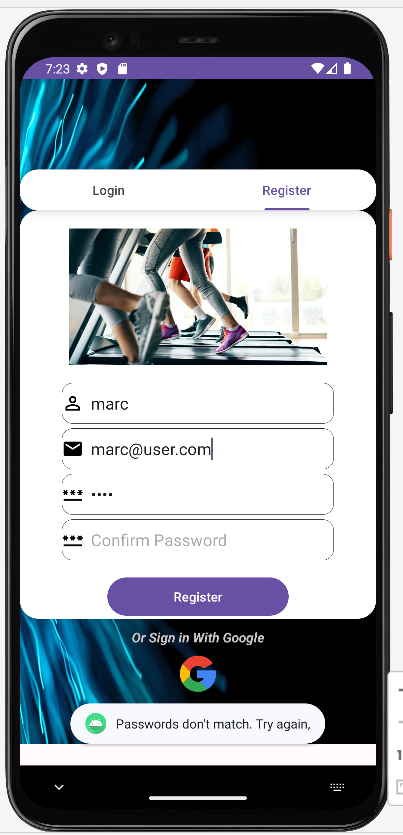 7:23
Login Register
marc
marc@user.com
••••
Confirm Password
Register
Or Sign in With Google
Passwords don't match. Try again,